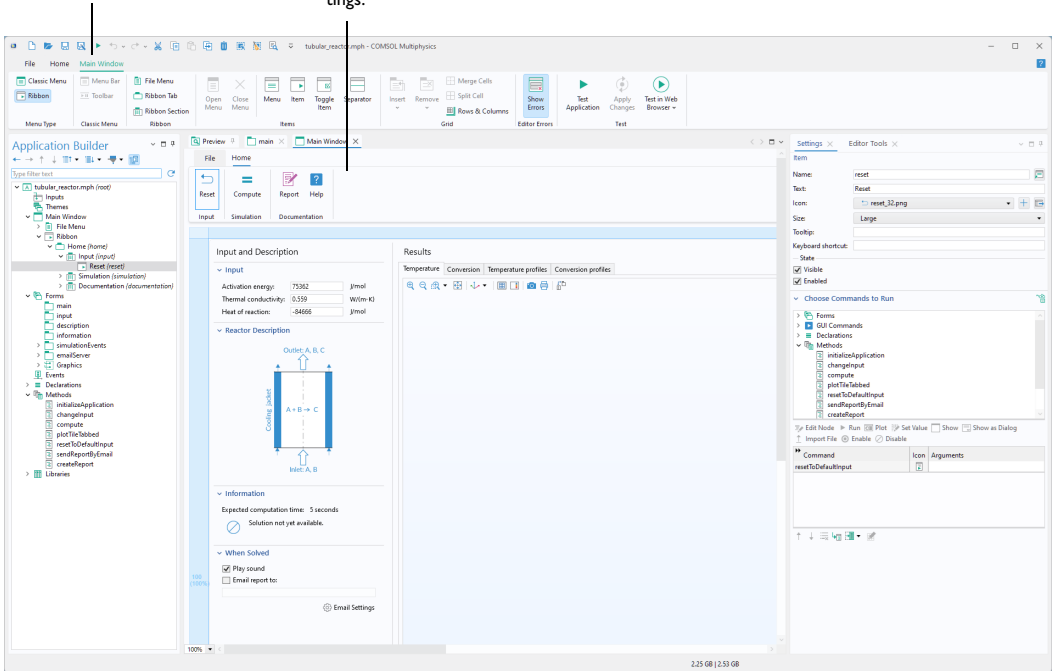 tings.
tubular_reactor.mph - COMSOL Multiphysics
File Home Main Window
Classic Menu Menu Bar File Menu Merge Cells
Ribbon Toolbar Ribbon Tab Split Cell
Ribbon Section Rows & Columns
Open Menu Close Menu Menu Item Toggle Item Separator Insert Remove Show Errors Test Application Apply Changes Test in Web Browser
Menu Type Classic Menu Ribbon Items Grid Editor Errors Test
Application Builder
Type filter text
tubular_reactor.mph (root)
Inputs
Themes
Main Window
File Menu
Ribbon
Home (home)
Input (input)
Reset (reset)
Simulation (simulation)
Documentation (documentation)
Forms
main
input
description
information
simulationEvents
emailServer
Graphics
Events
Declarations
Methods
initializeApplication
changeInput
compute
plotTileTabbed
resetToDefaultInput
sendReportByEmail
createReport
Libraries
Preview main Main Window
File Home
Reset Compute Report Help
Input Simulation Documentation
Input and Description
Input
Activation energy: 75362 J/mol
Thermal conductivity: 0.559 W/(m·K)
Heat of reaction: -84666 J/mol
Reactor Description
Outlet: A, B, C
Cooling jacket
A + B → C
Inlet: A, B
Information
Expected computation time: 5 seconds
Solution not yet available.
When Solved
Play sound
Email report to:
Email Settings
100
(100%)
100%
Results
Temperature Conversion Temperature profiles Conversion profiles
Settings Editor Tools
Item
Name: reset
Text: Reset
Icon: reset_32.png
Size: Large
Tooltip:
Keyboard shortcut:
State
Visible
Enabled
Choose Commands to Run
Forms
GUI Commands
Declarations
Methods
initializeApplication
changeInput
compute
plotTileTabbed
resetToDefaultInput
sendReportByEmail
createReport
Edit Node Run Plot Set Value Show Show as Dialog
Import File Enable Disable
Command Icon Arguments
resetToDefaultInput
2.25 GB | 2.53 GB